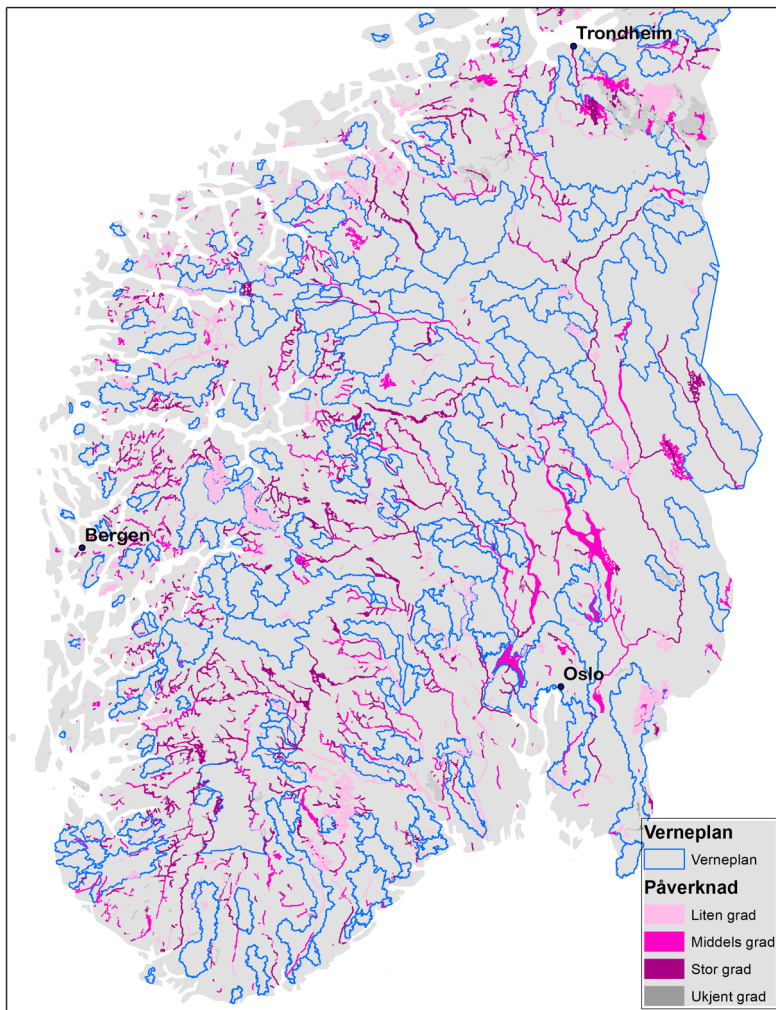 Trondheim
Bergen
Oslo
Verneplan
Verneplan
Påverknad
Liten grad
Middels grad
Stor grad
Ukjent grad